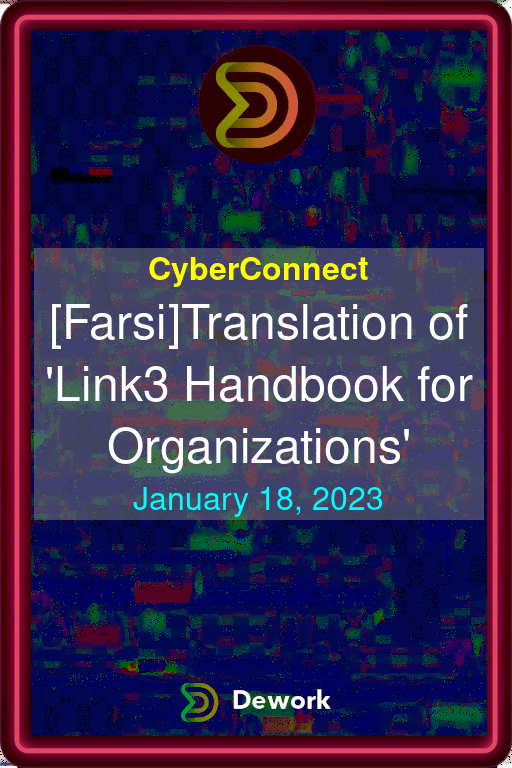 CyberConnect
[Farsi]Translation of
'Link3 Handbook for
Organizations'
January 18, 2023
Dework